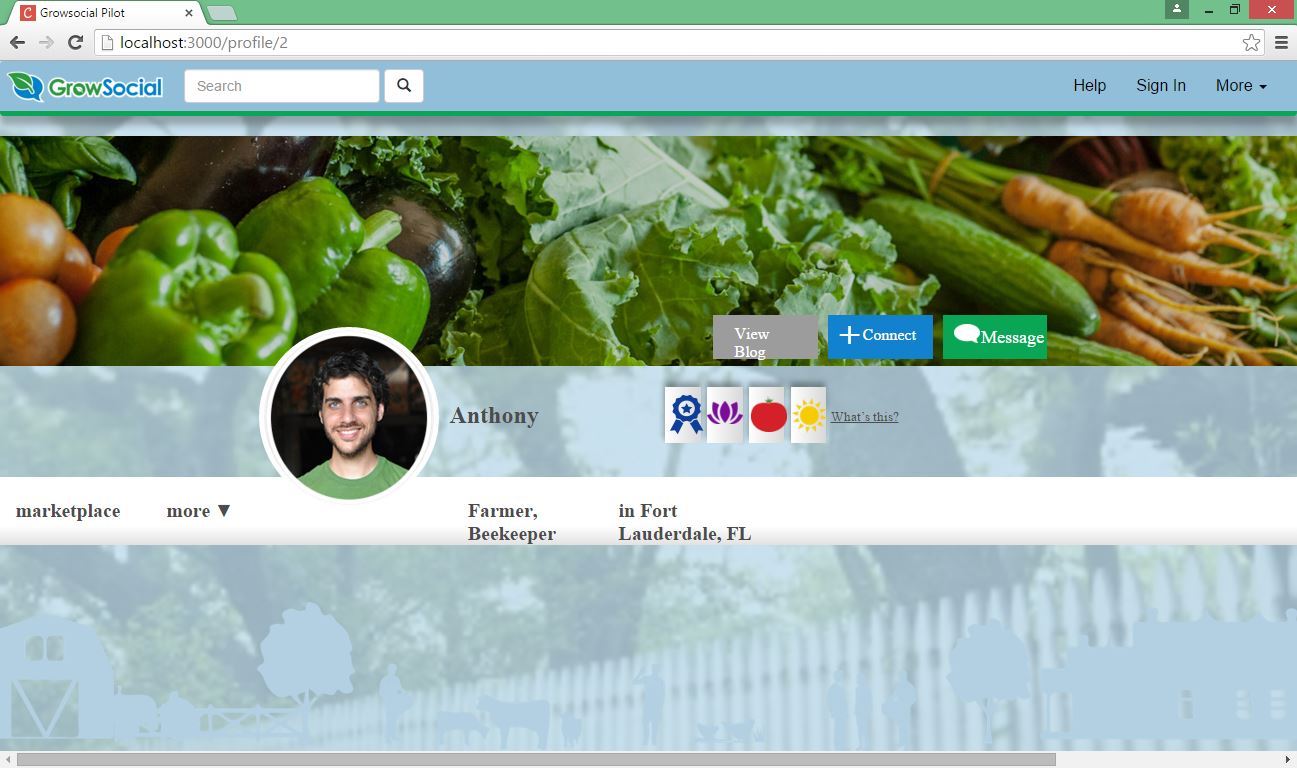 Growsocial Pilot
localhost:3000/profile/2
GrowSocial
Search
Help
Sign In
More
View
Blog
Connect
Message
Anthony
What's this?
marketplace
more ▼
Farmer,
Beekeeper
in Fort
Lauderdale, FL